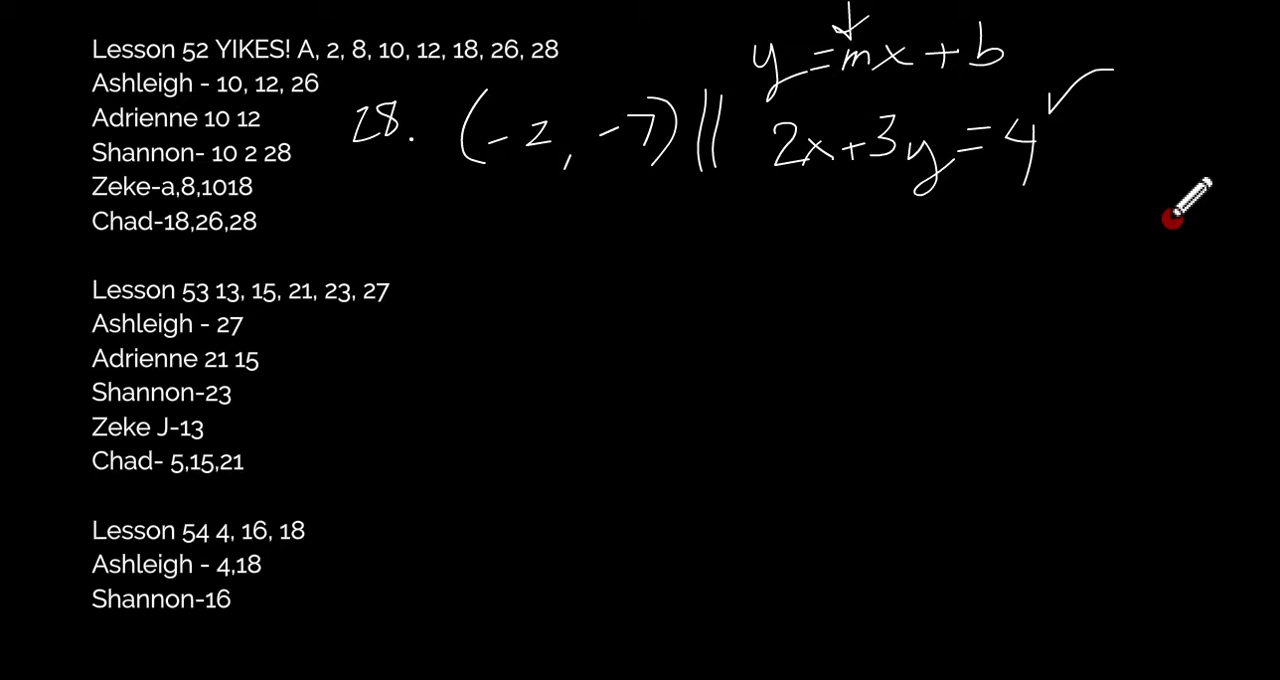 Lesson 52 YIKES! A, 2, 8, 10, 12, 18, 26, 28
Ashleigh - 10, 12, 26
Adrienne 10 12
Shannon- 10 2 28
Zeke-a,8,1018
Chad-18,26,28
y = mx + b
28. (-2, -7) || 2x+3y=4
Lesson 53 13, 15, 21, 23, 27
Ashleigh - 27
Adrienne 21 15
Shannon-23
Zeke J-13
Chad- 5,15,21
Lesson 54 4, 16, 18
Ashleigh - 4,18
Shannon-16